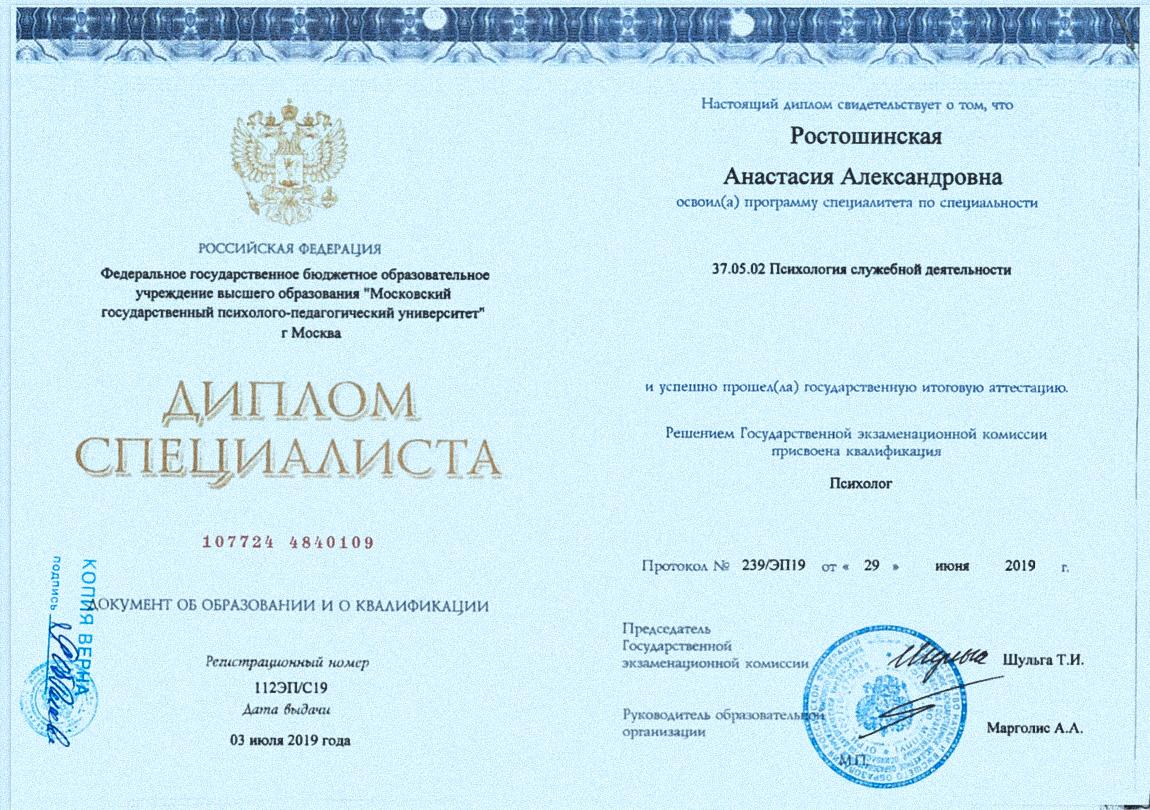 РОССИЙСКАЯ ФЕДЕРАЦИЯ
Федеральное государственное бюджетное образовательное
учреждение высшего образования "Московский
государственный психолого-педагогический университет"
г Москва
ДИПЛОМ
СПЕЦИАЛИСТА
107724 4840109
ДОКУМЕНТ ОБ ОБРАЗОВАНИИ И О КВАЛИФИКАЦИИ
Регистрационный номер
112ЭП/С19
Дата выдачи
03 июля 2019 года
КОПИЯ ВЕРНА
подпись
Настоящий диплом свидетельствует о том, что
Ростошинская
Анастасия Александровна
освоил(а) программу специалитета по специальности
37.05.02 Психология служебной деятельности
и успешно прошел(ла) государственную итоговую аттестацию.
Решением Государственной экзаменационной комиссии
присвоена квалификация
Психолог
Протокол № 239/ЭП19 от « 29 » июня 2019 г.
Председатель
Государственной
экзаменационной комиссии Шульга Т.И.
Руководитель образовательной
организации Марголис А.А.
М.П.